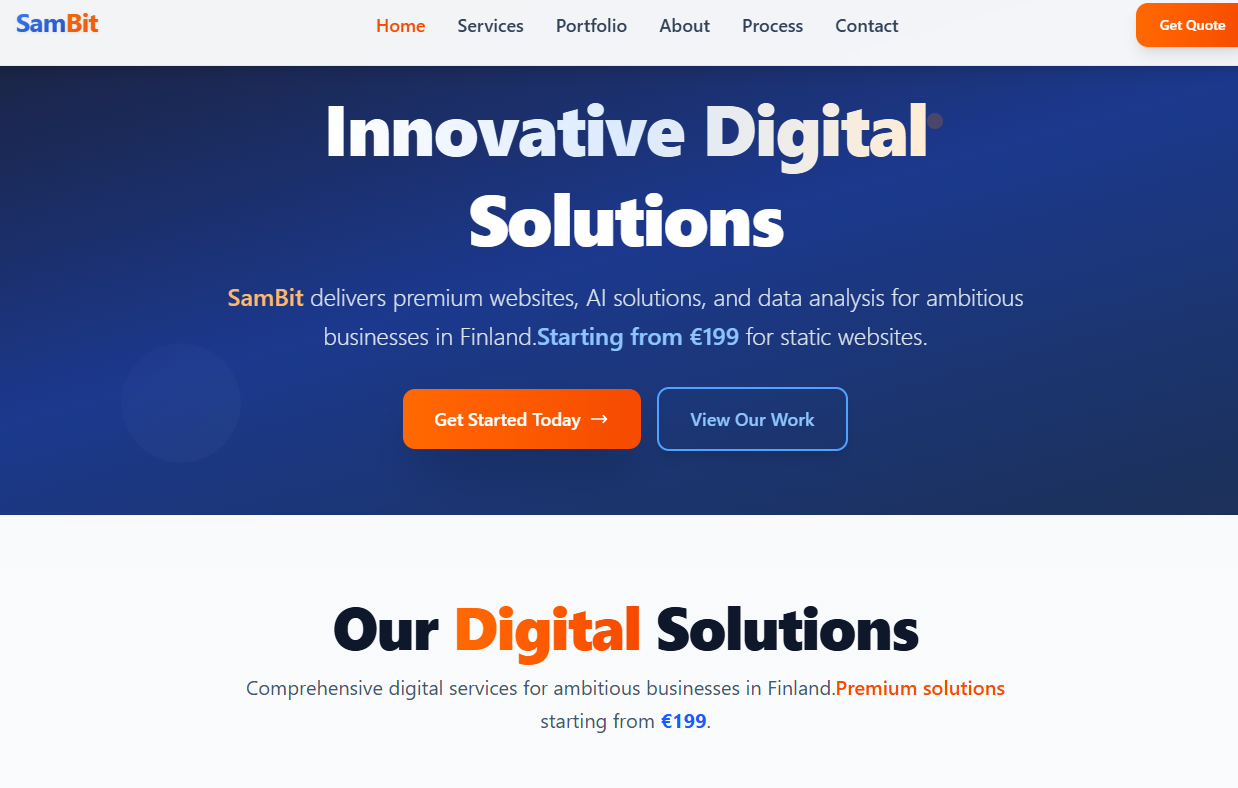 SamBit
Home Services Portfolio About Process Contact
Get Quote
Innovative Digital
Solutions
SamBit delivers premium websites, AI solutions, and data analysis for ambitious
businesses in Finland.Starting from €199 for static websites.
Get Started Today →
View Our Work
Our Digital Solutions
Comprehensive digital services for ambitious businesses in Finland.Premium solutions
starting from €199.